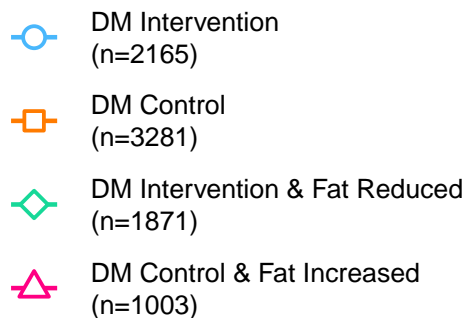 DM Intervention
(n=2165)
DM Control
(n=3281)
DM Intervention & Fat Reduced
(n=1871)
DM Control & Fat Increased
(n=1003)